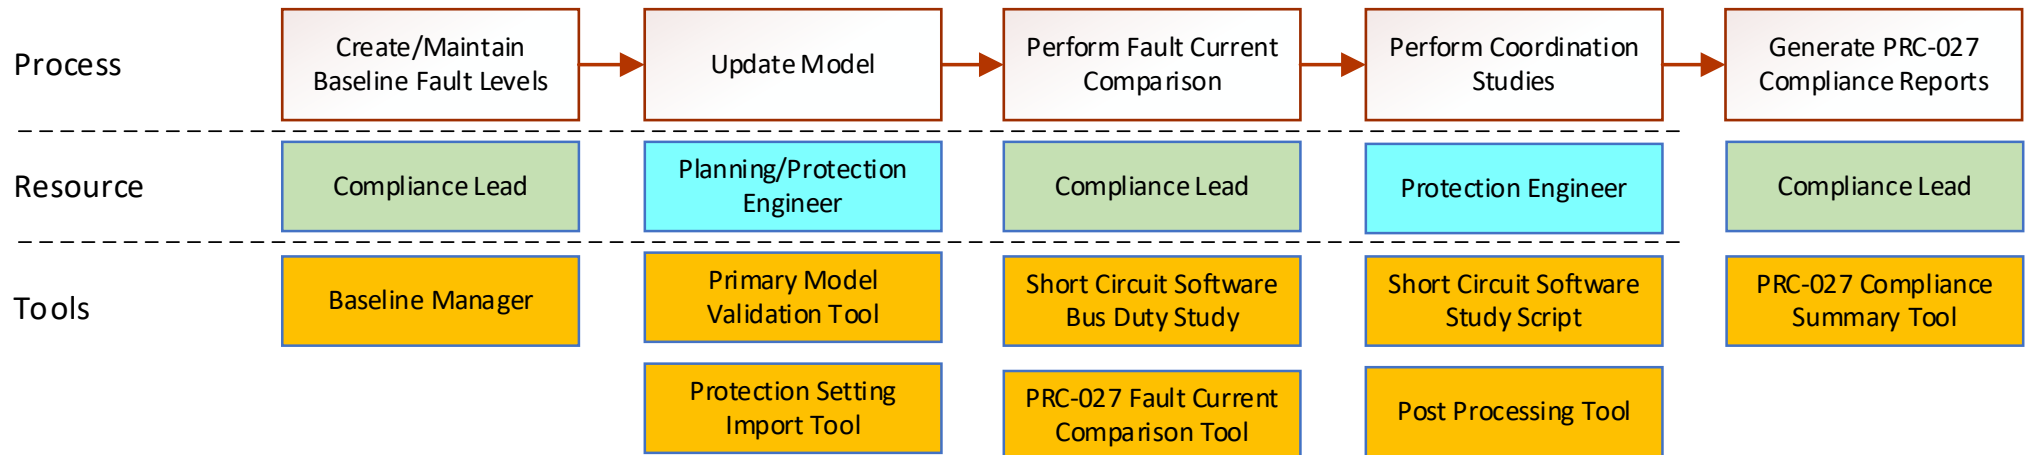 Process
Create/Maintain
Baseline Fault Levels
Update Model
Perform Fault Current
Comparison
Perform Coordination
Studies
Generate PRC-027
Compliance Reports
Resource
Compliance Lead
Planning/Protection
Engineer
Compliance Lead
Protection Engineer
Compliance Lead
Tools
Baseline Manager
Primary Model
Validation Tool
Short Circuit Software
Bus Duty Study
Short Circuit Software
Study Script
PRC-027 Compliance
Summary Tool
Protection Setting
Import Tool
PRC-027 Fault Current
Comparison Tool
Post Processing Tool